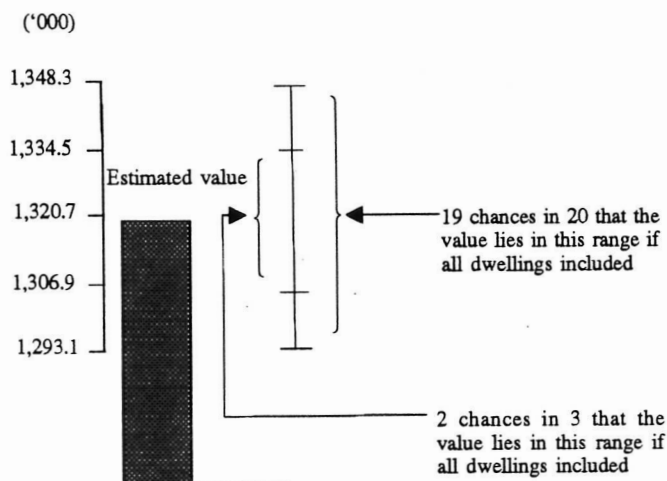 ('000)
1,348.3
1,334.5
Estimated value
1,320.7
19 chances in 20 that the
value lies in this range if
all dwellings included
1,306.9
1,293.1
2 chances in 3 that the
value lies in this range if
all dwellings included